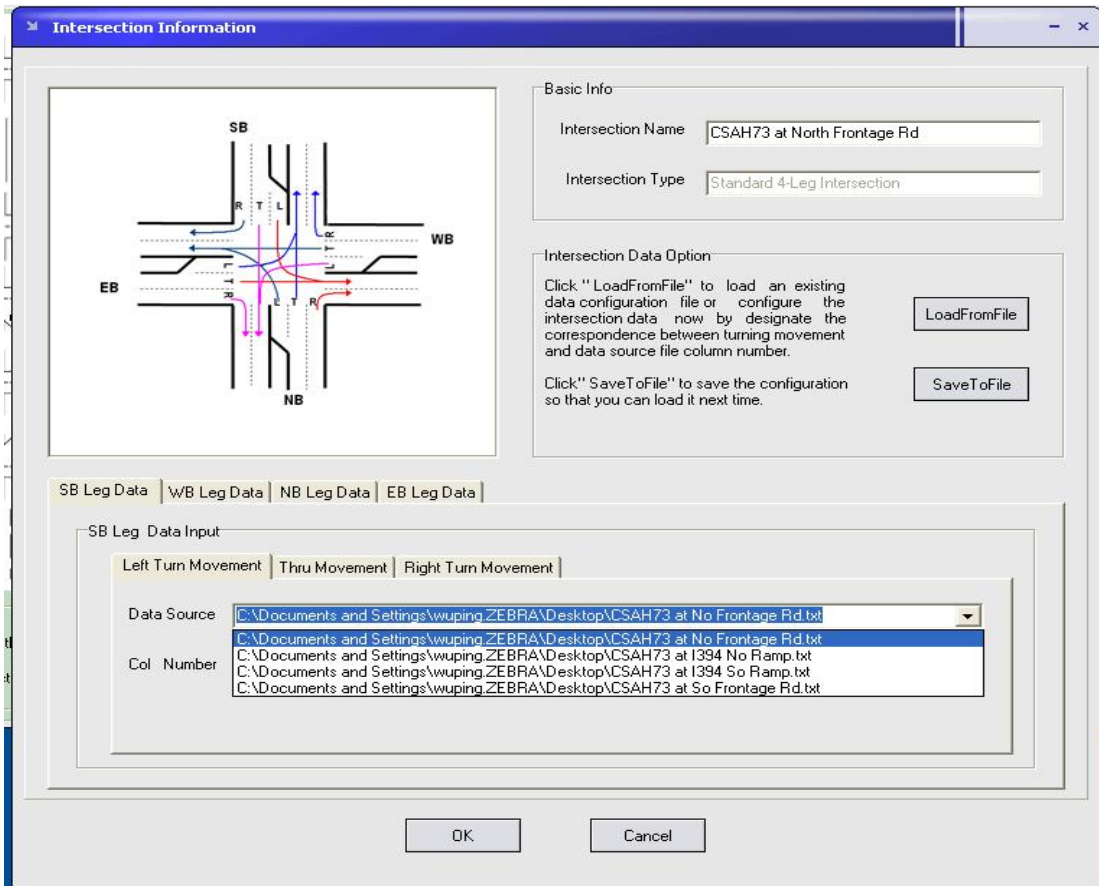 Intersection Information
SB
R T L
WB
R
T
L
EB
L
T
R
L T R
NB
Basic Info
Intersection Name CSAH73 at North Frontage Rd
Intersection Type Standard 4-Leg Intersection
Intersection Data Option
Click " LoadFromFile" to load an existing
data configuration file or configure the
intersection data now by designate the
correspondence between turning movement
and data source file column number.
LoadFromFile
Click" SaveToFile" to save the configuration
so that you can load it next time.
SaveToFile
SB Leg Data WB Leg Data NB Leg Data EB Leg Data
SB Leg Data Input
Left Turn Movement Thru Movement Right Turn Movement
Data Source C:\Documents and Settings\wuping.ZEBRA\Desktop\CSAH73 at No Frontage Rd.txt
C:\Documents and Settings\wuping.ZEBRA\Desktop\CSAH73 at No Frontage Rd.txt
Col Number C:\Documents and Settings\wuping.ZEBRA\Desktop\CSAH73 at I394 No Ramp.txt
C:\Documents and Settings\wuping.ZEBRA\Desktop\CSAH73 at I394 So Ramp.txt
C:\Documents and Settings\wuping.ZEBRA\Desktop\CSAH73 at So Frontage Rd.txt
OK Cancel